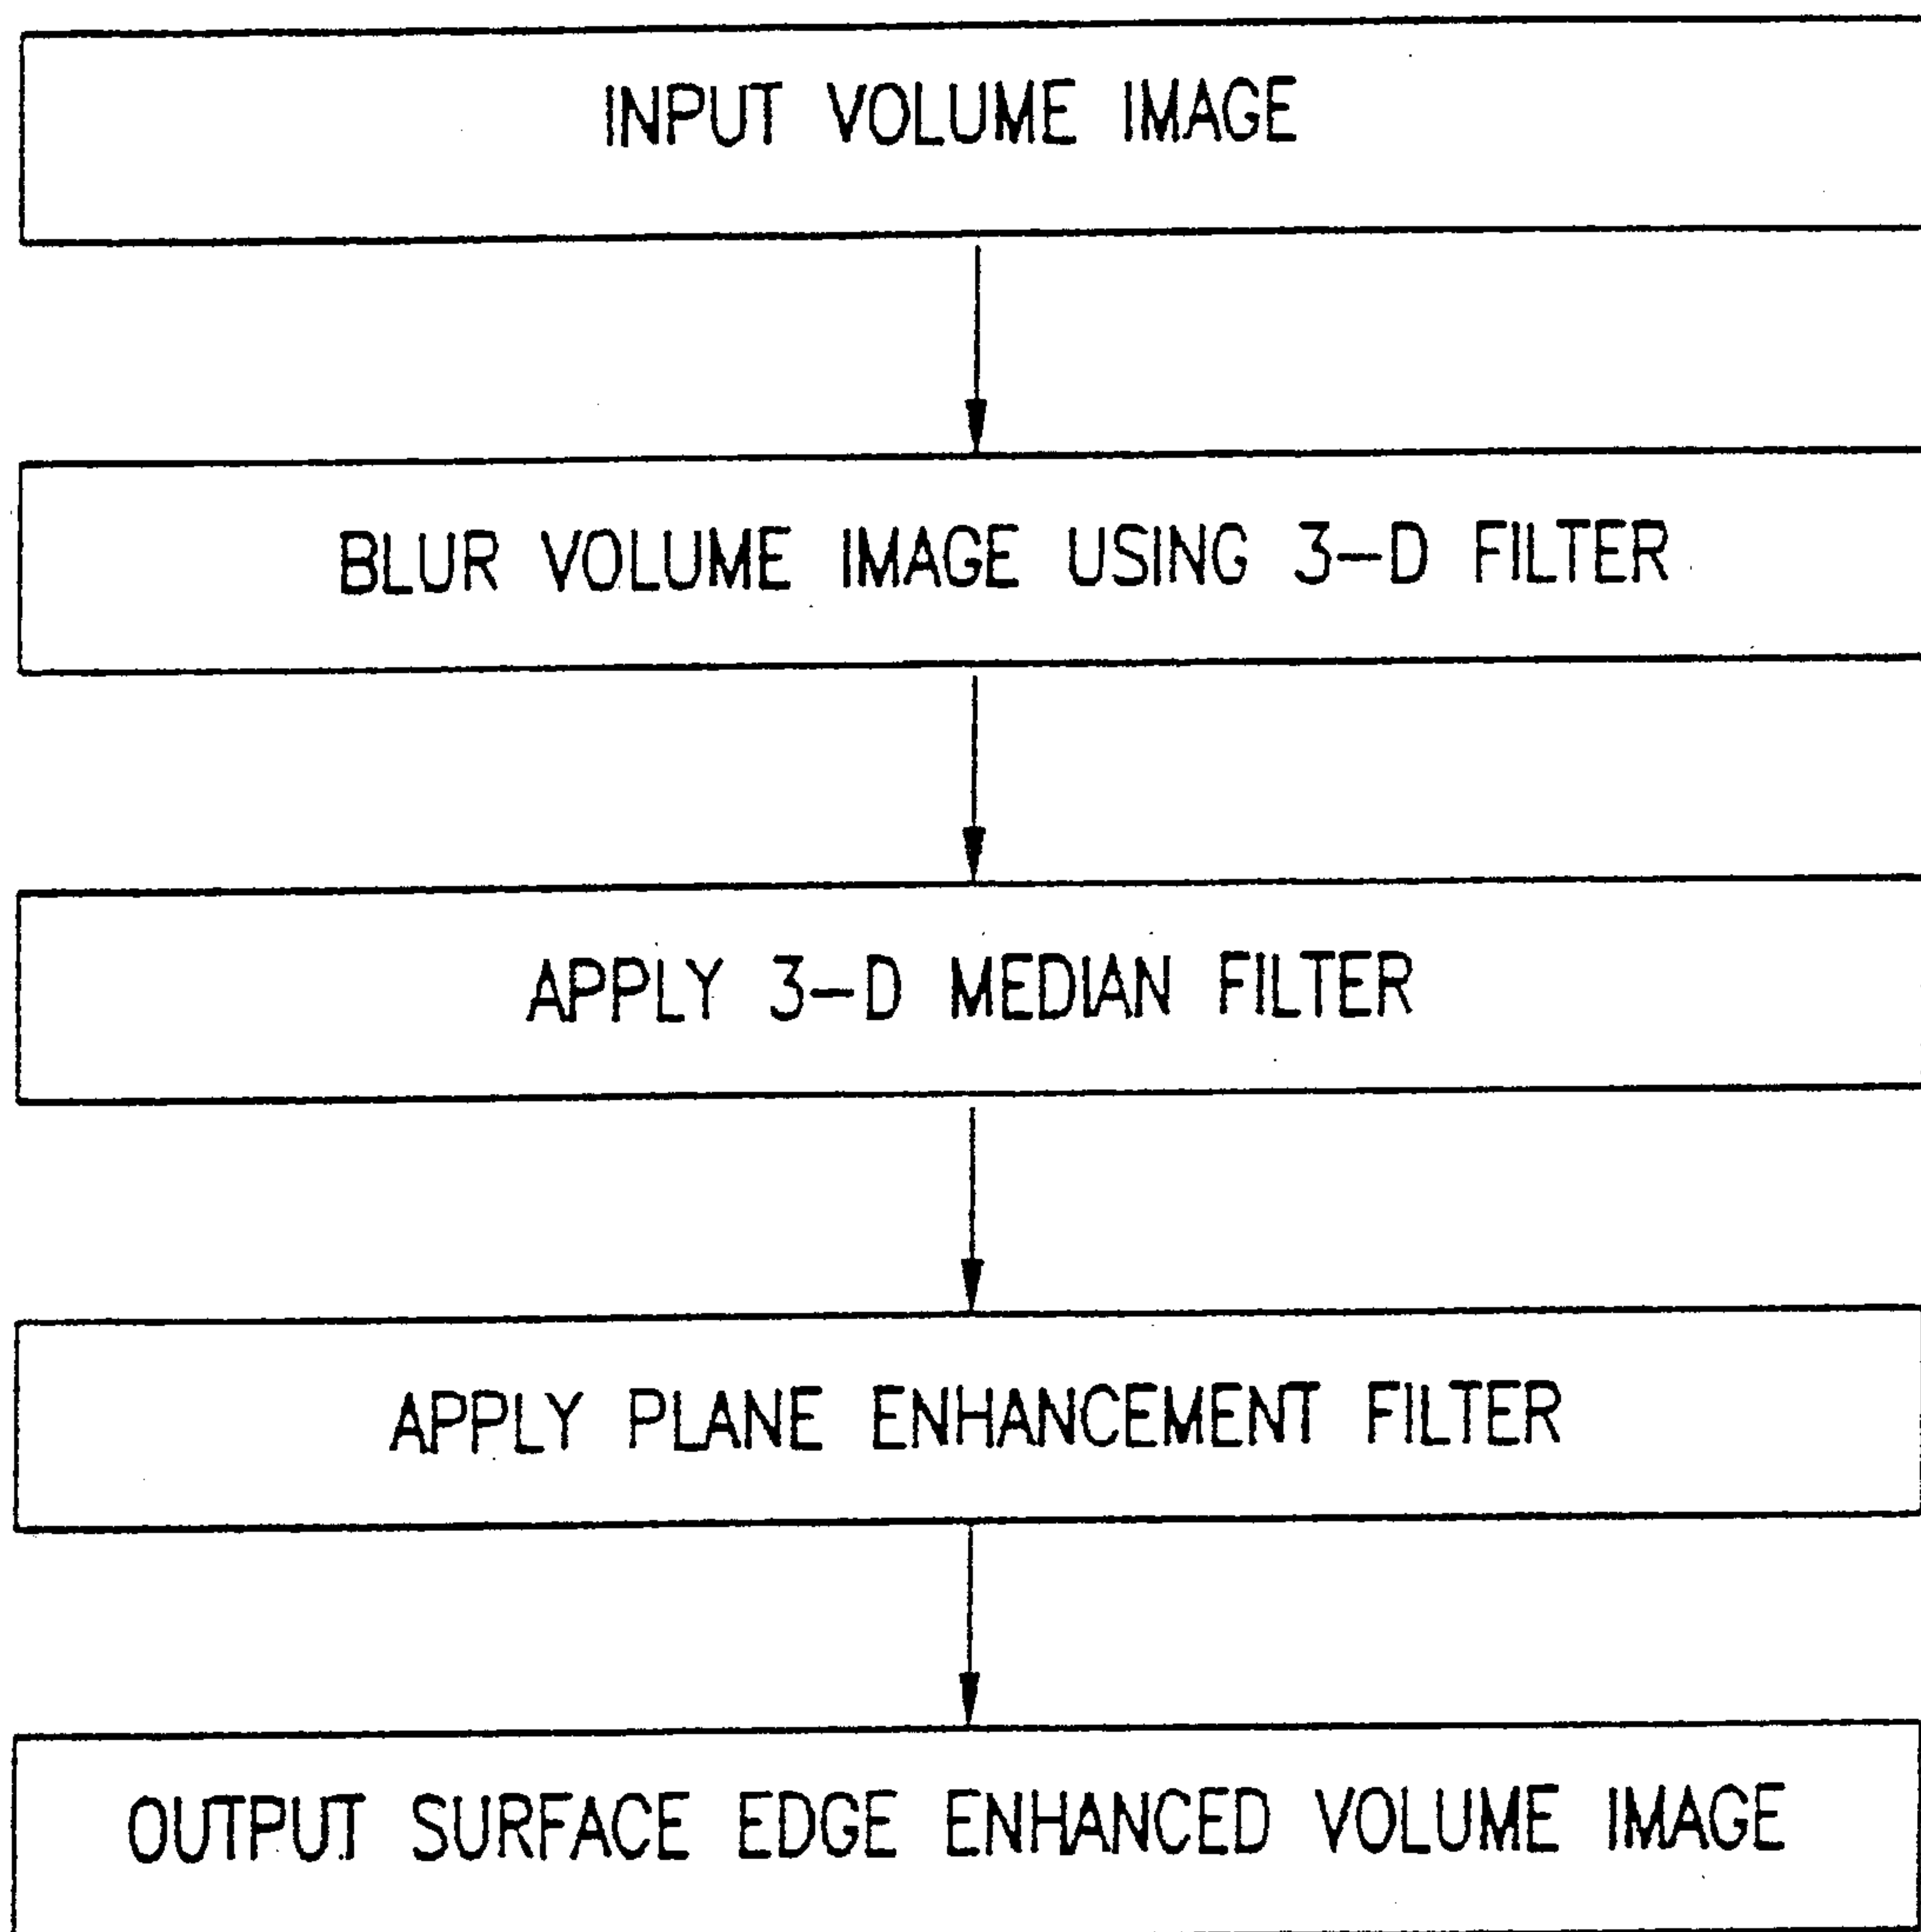 INPUT VOLUME IMAGE
BLUR VOLUME IMAGE USING 3-D FILTER
APPLY 3-D MEDIAN FILTER
APPLY PLANE ENHANCEMENT FILTER
OUTPUT SURFACE EDGE ENHANCED VOLUME IMAGE